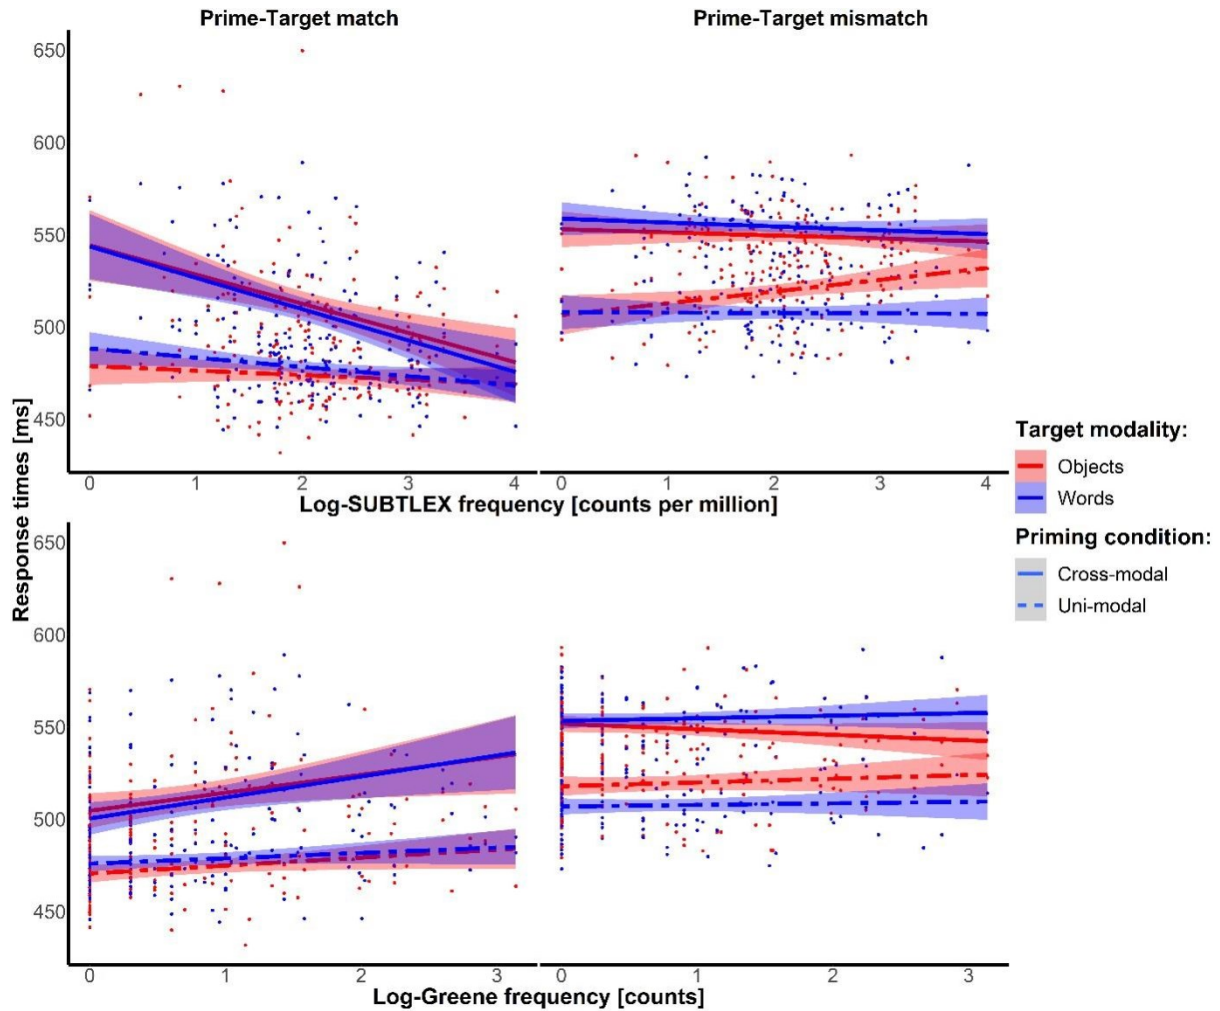 Prime-Target match
Prime-Target mismatch
Response times [ms]
650
600
550
500
450
0 1 2 3 4
0 1 2 3 4
Log-SUBTLEX frequency [counts per million]
650
600
550
500
450
0 1 2 3
0 1 2 3
Log-Greene frequency [counts]
Target modality:
Objects
Words
Priming condition:
Cross-modal
Uni-modal